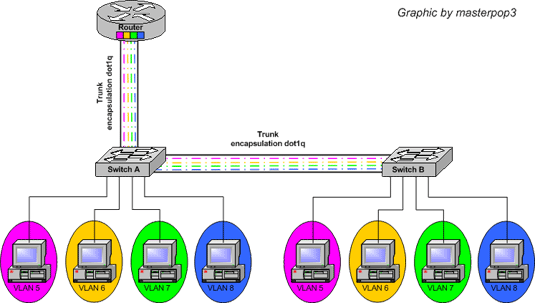 Graphic by masterpop3
Router
Trunk
encapsulation dot1q
Trunk
encapsulation dot1q
Switch A
Switch B
VLAN 5
VLAN 6
VLAN 7
VLAN 8
VLAN 5
VLAN 6
VLAN 7
VLAN 8